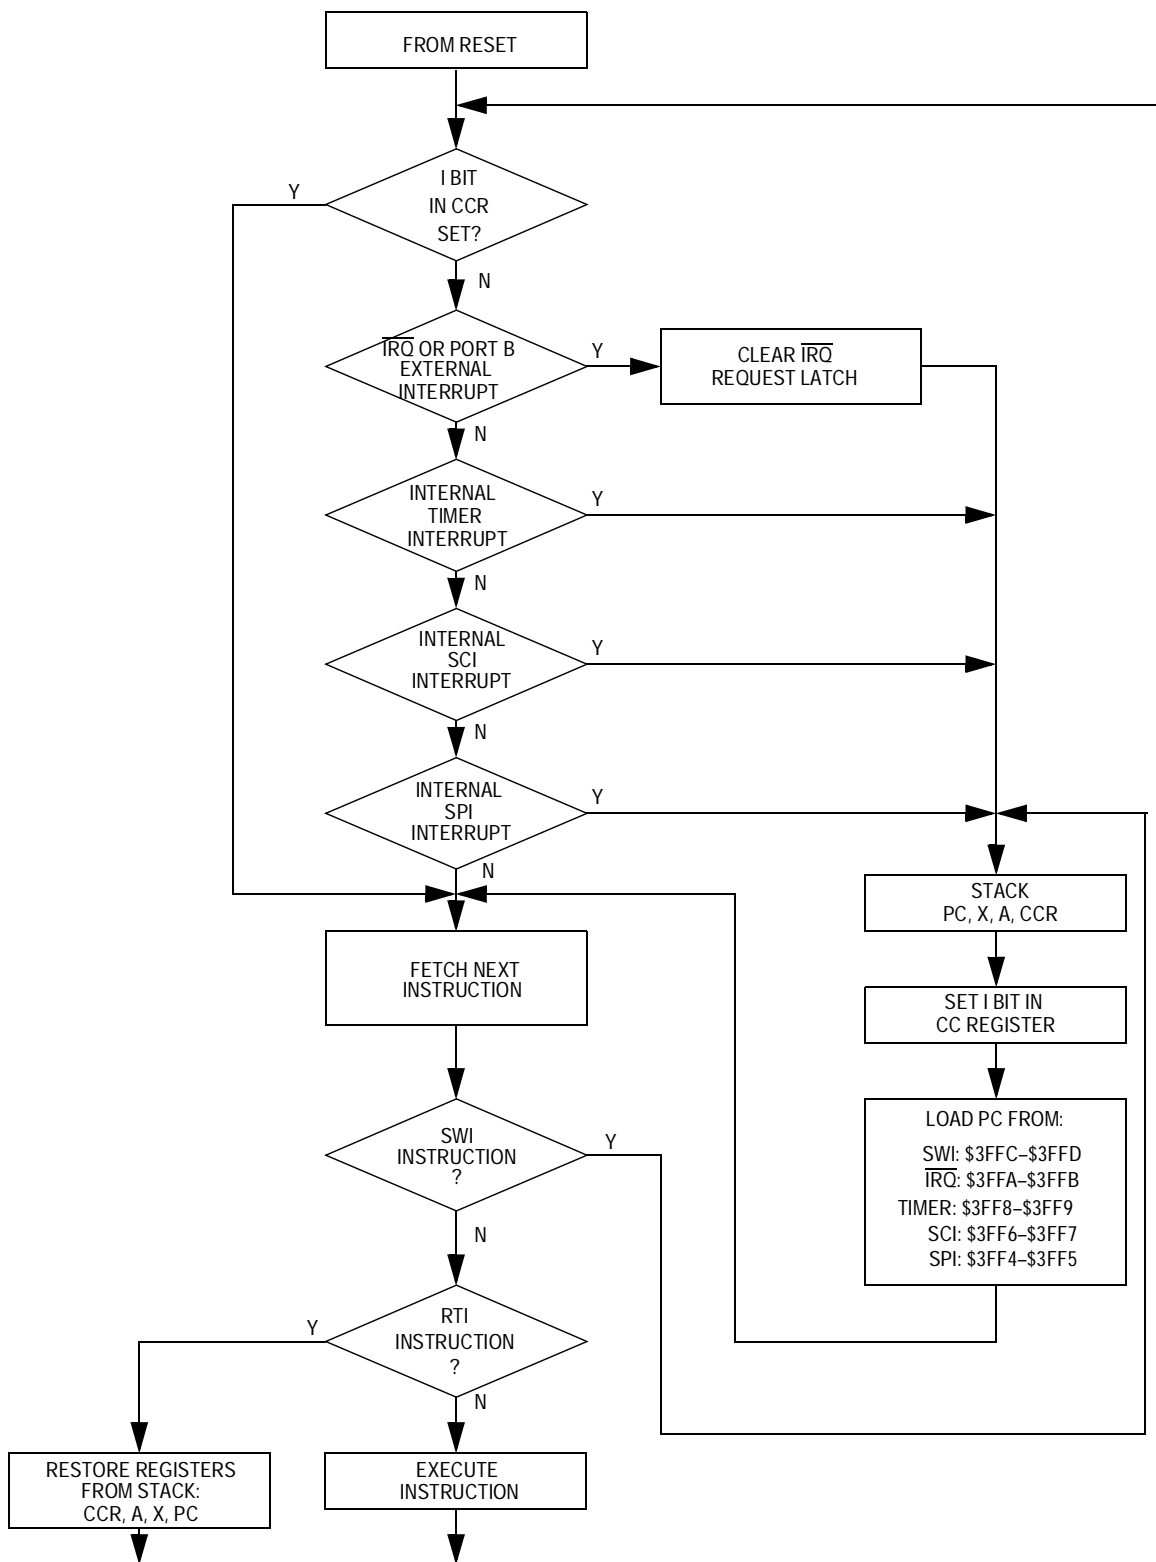 FROM RESET
I BIT
IN CCR
SET?
Y
N
IRQ OR PORT B
EXTERNAL
INTERRUPT
Y
CLEAR IRQ
REQUEST LATCH
N
INTERNAL
TIMER
INTERRUPT
Y
N
INTERNAL
SCI
INTERRUPT
Y
N
INTERNAL
SPI
INTERRUPT
Y
N
STACK
PC, X, A, CCR
FETCH NEXT
INSTRUCTION
SET I BIT IN
CC REGISTER
LOAD PC FROM:
SWI: $3FFC–$3FFD
IRQ: $3FFA–$3FFB
TIMER: $3FF8–$3FF9
SCI: $3FF6–$3FF7
SPI: $3FF4–$3FF5
SWI
INSTRUCTION
?
Y
N
RTI
INSTRUCTION
?
Y
N
RESTORE REGISTERS
FROM STACK:
CCR, A, X, PC
EXECUTE
INSTRUCTION